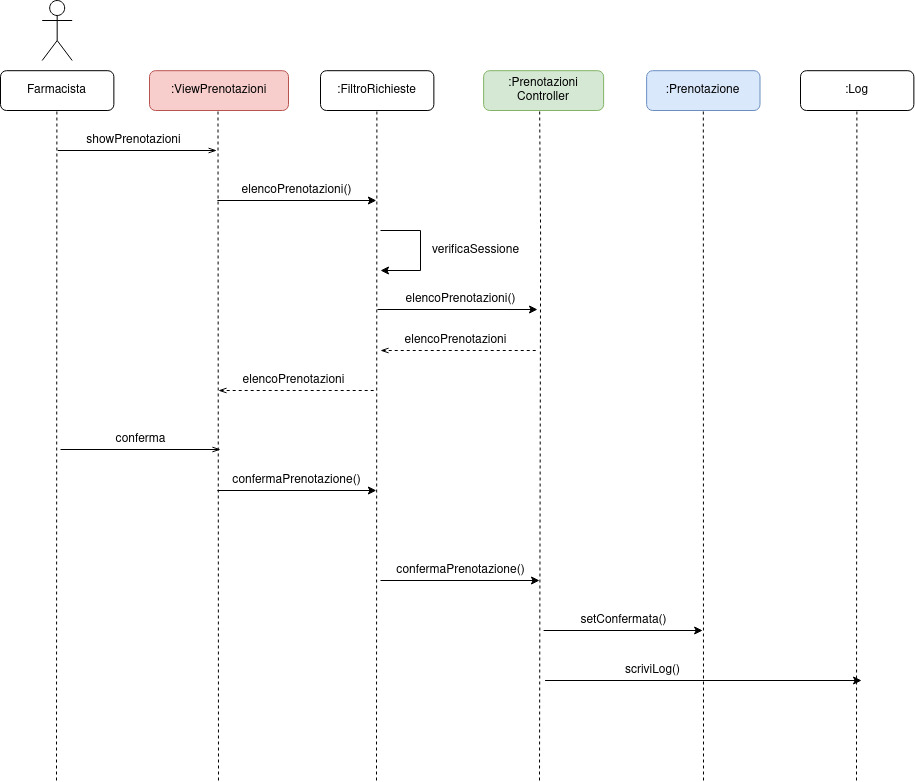 Farmacista
:ViewPrenotazioni
:FiltroRichieste
:Prenotazioni
Controller
:Prenotazione
:Log
showPrenotazioni
elencoPrenotazioni()
verificaSessione
elencoPrenotazioni()
elencoPrenotazioni
elencoPrenotazioni
conferma
confermaPrenotazione()
confermaPrenotazione()
setConfermata()
scriviLog()